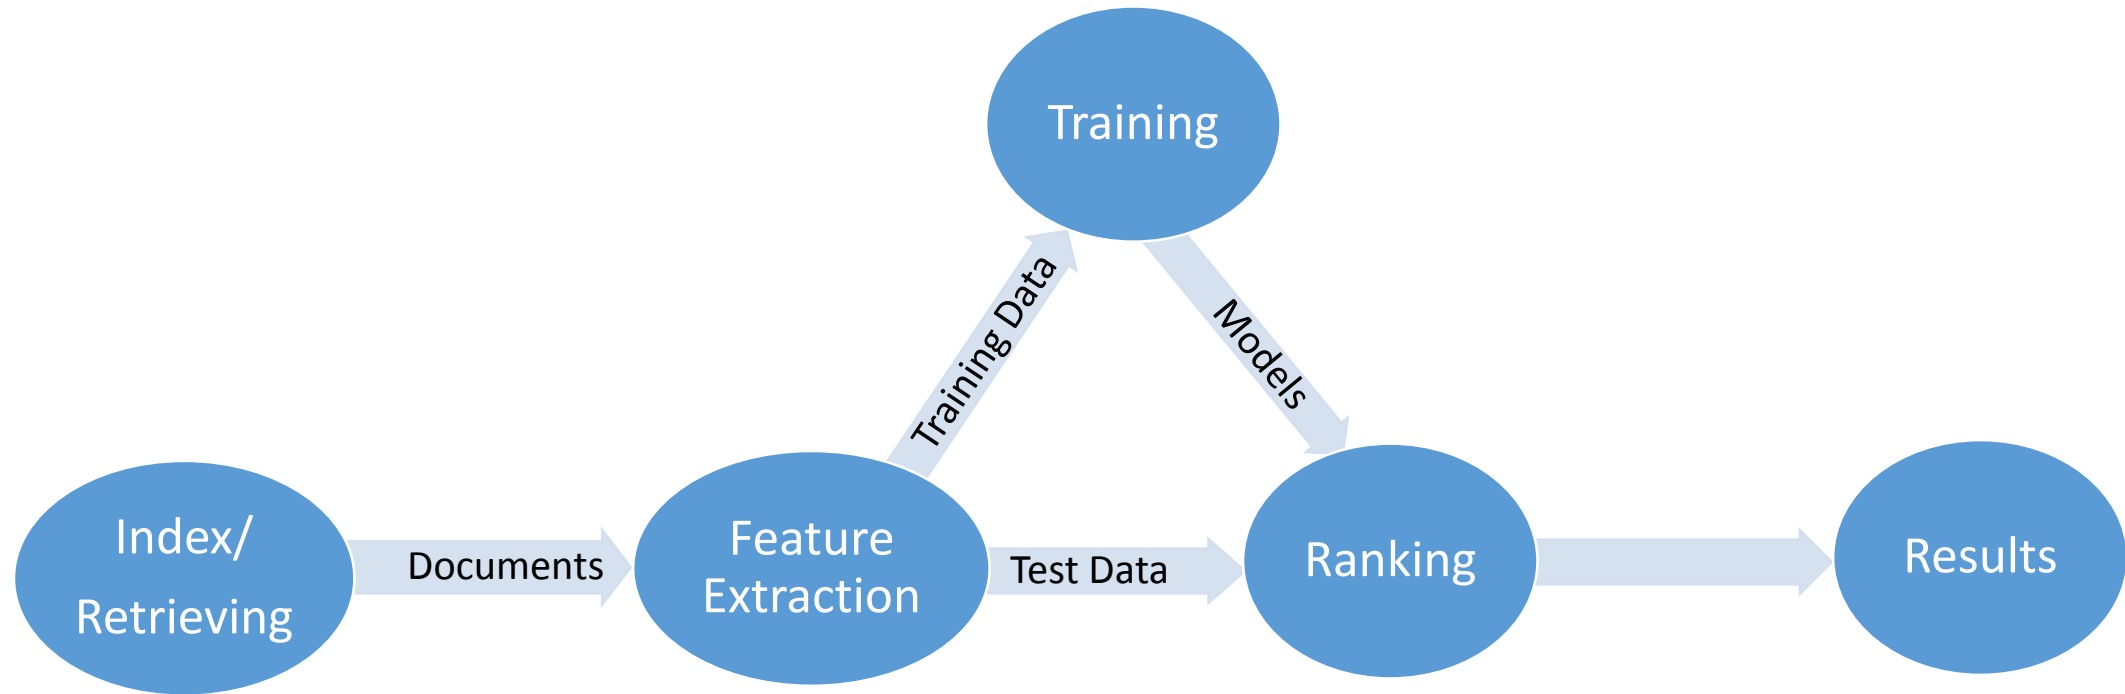 Training
Training Data
Models
Index/
Retrieving
Documents
Feature
Extraction
Test Data
Ranking
Results